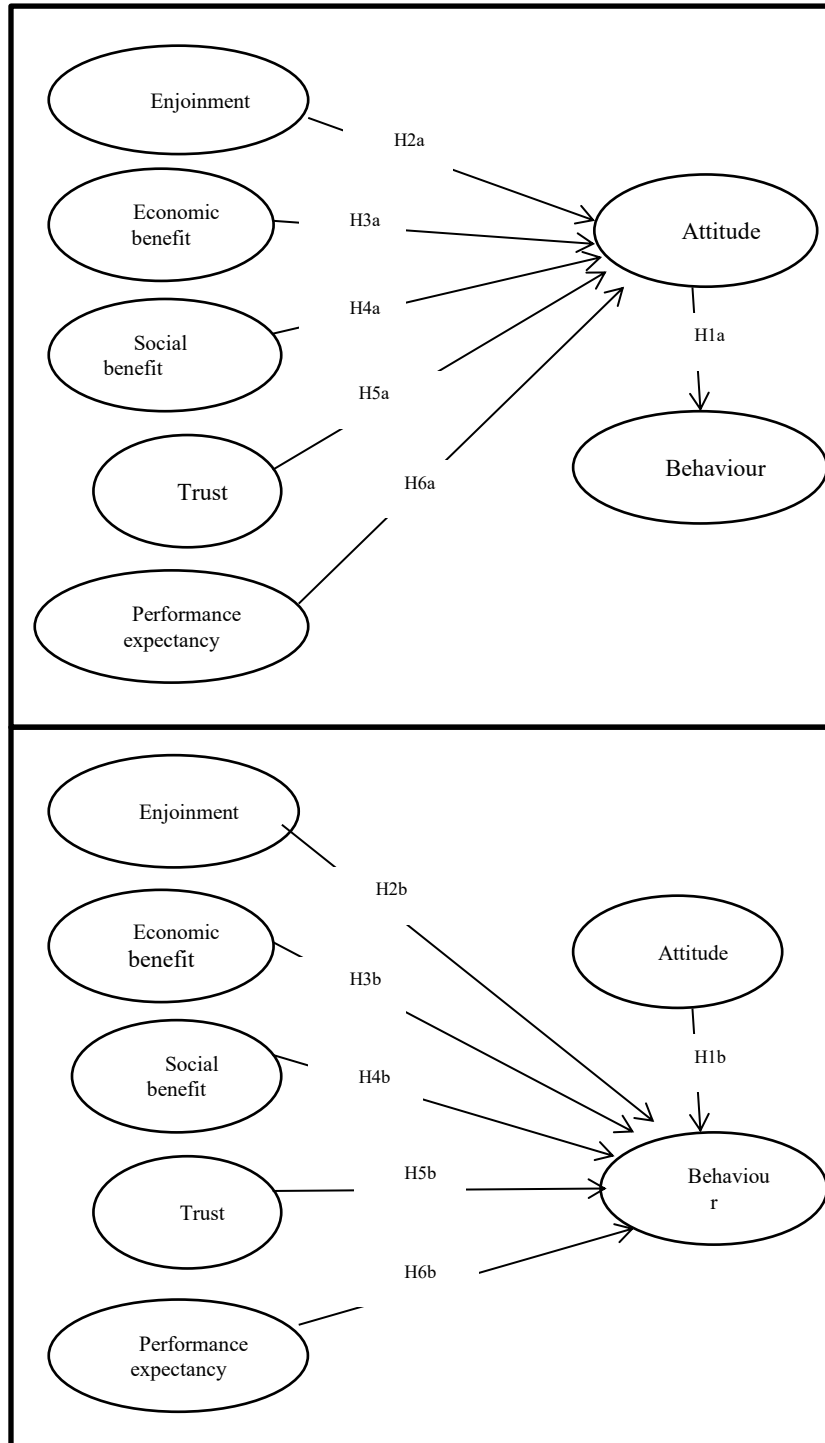 Enjoinment
H2a
Economic
benefit
H3a
Attitude
Social
benefit
H4a
H1a
Trust
H5a
Behaviour
H6a
Performance
expectancy
Enjoinment
H2b
Economic
benefit
H3b
Attitude
Social
benefit
H4b
H1b
Trust
H5b
Behaviou
r
H6b
Performance
expectancy